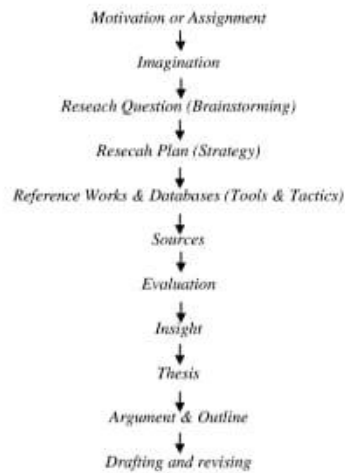 Motivation or Assignment
Imagination
Reseach Question (Brainstorming)
Resecah Plan (Strategy)
Reference Works & Databases (Tools & Tactics)
Sources
Evaluation
Insight
Thesis
Argument & Outline
Drafting and revising